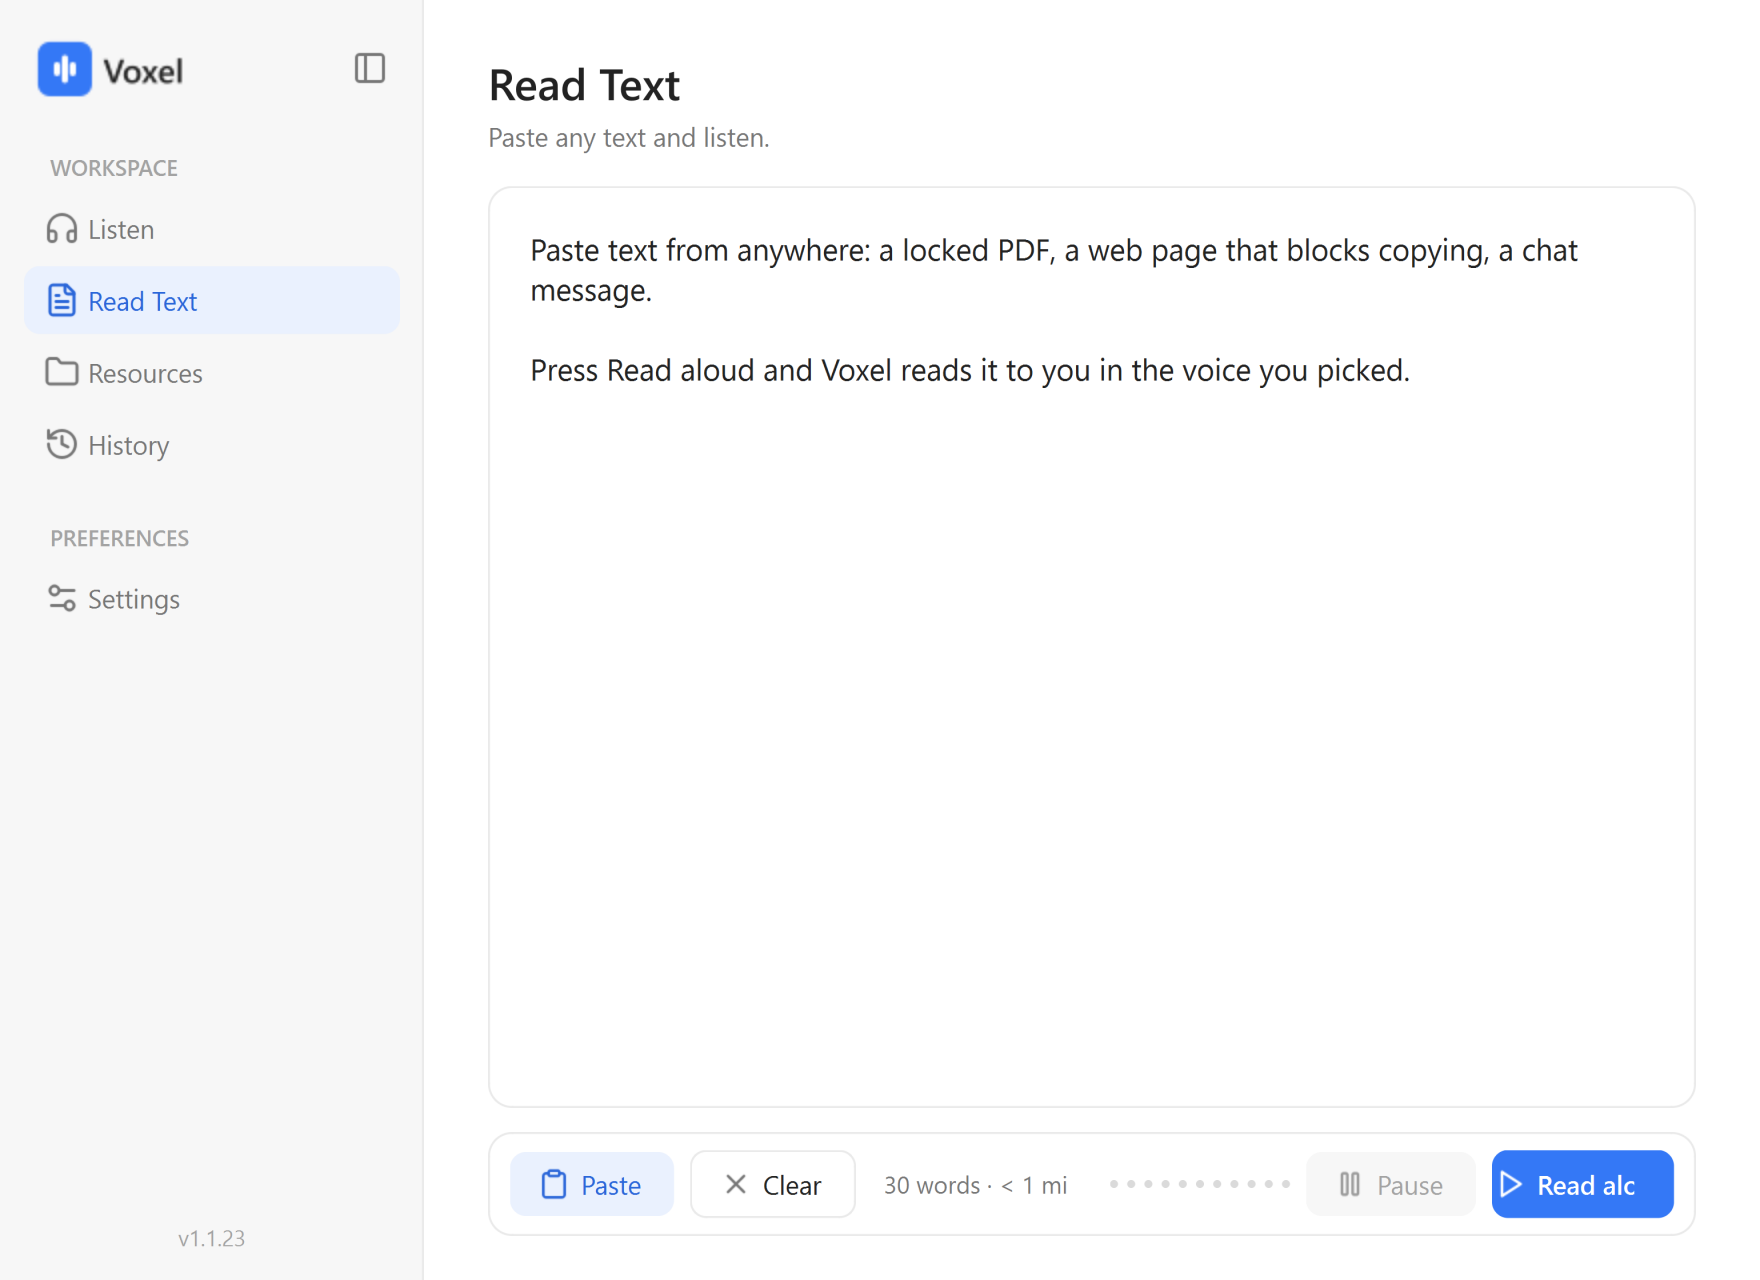 Voxel
WORKSPACE
Listen
Read Text
Resources
History
PREFERENCES
Settings
v1.1.23
Read Text
Paste any text and listen.
Paste text from anywhere: a locked PDF, a web page that blocks copying, a chat
message.
Press Read aloud and Voxel reads it to you in the voice you picked.
Paste
Clear
30 words · < 1 mi
Pause
Read alc